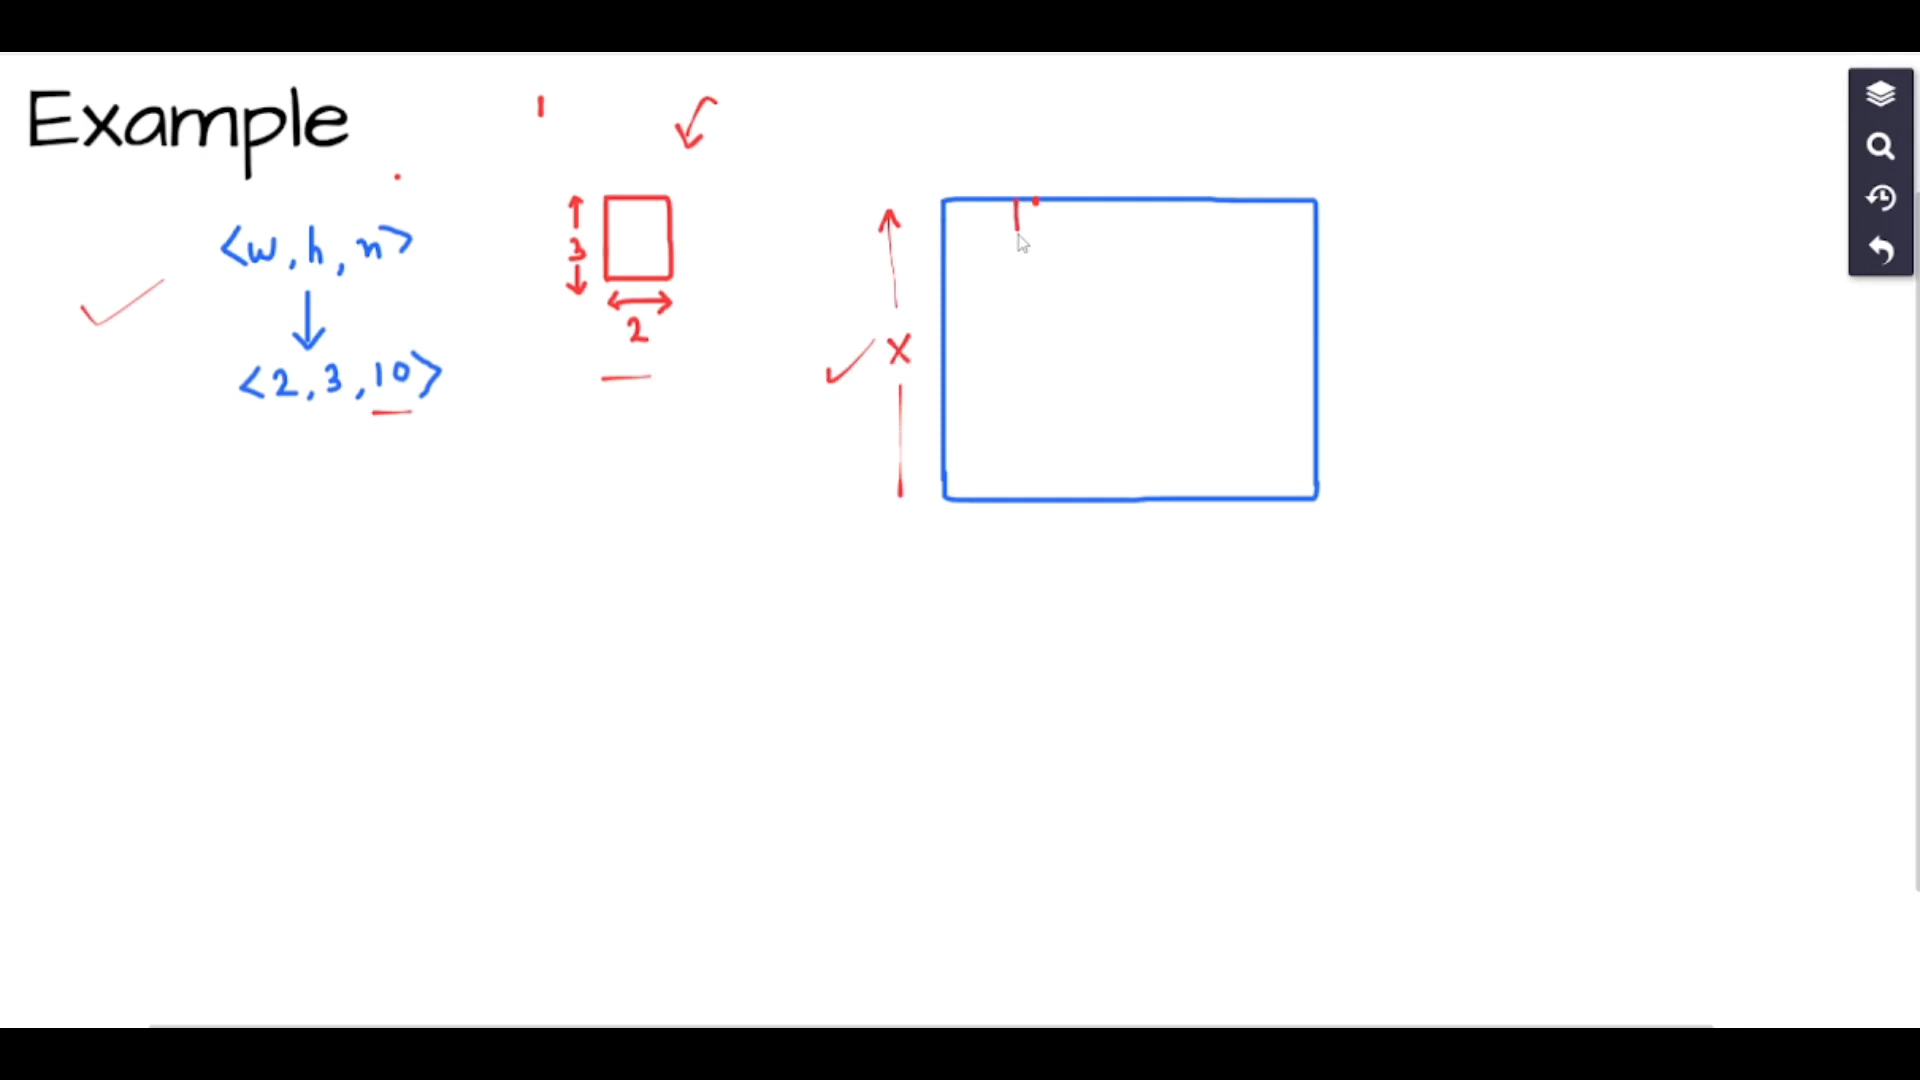 Example
<w, h, n>
3
2
x
<2, 3, 10>